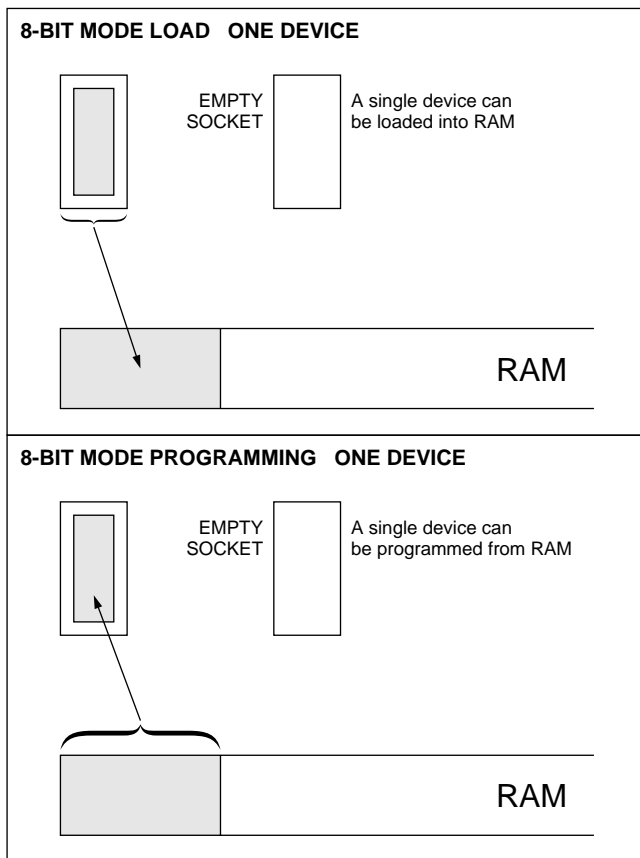 8-BIT MODE LOAD ONE DEVICE
EMPTY SOCKET
A single device can
be loaded into RAM
RAM
8-BIT MODE PROGRAMMING ONE DEVICE
EMPTY SOCKET
A single device can
be programmed from RAM
RAM